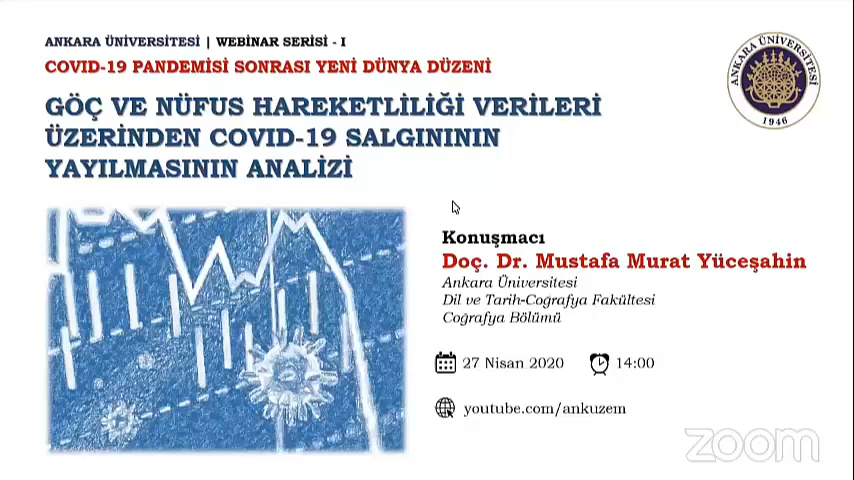 ANKARA ÜNİVERSİTESİ | WEBINAR SERİSİ - I
COVID-19 PANDEMİSİ SONRASI YENİ DÜNYA DÜZENİ
GÖÇ VE NÜFUS HAREKETLİLİĞİ VERİLERİ
ÜZERİNDEN COVID-19 SALGINININ
YAYILMASININ ANALİZİ
ANKARA ÜNİVERSİTESİ
1946
Konuşmacı
Doç. Dr. Mustafa Murat Yüceşahin
Ankara Üniversitesi
Dil ve Tarih-Coğrafya Fakültesi
Coğrafya Bölümü
27 Nisan 2020
14:00
youtube.com/ankuzem
zoom